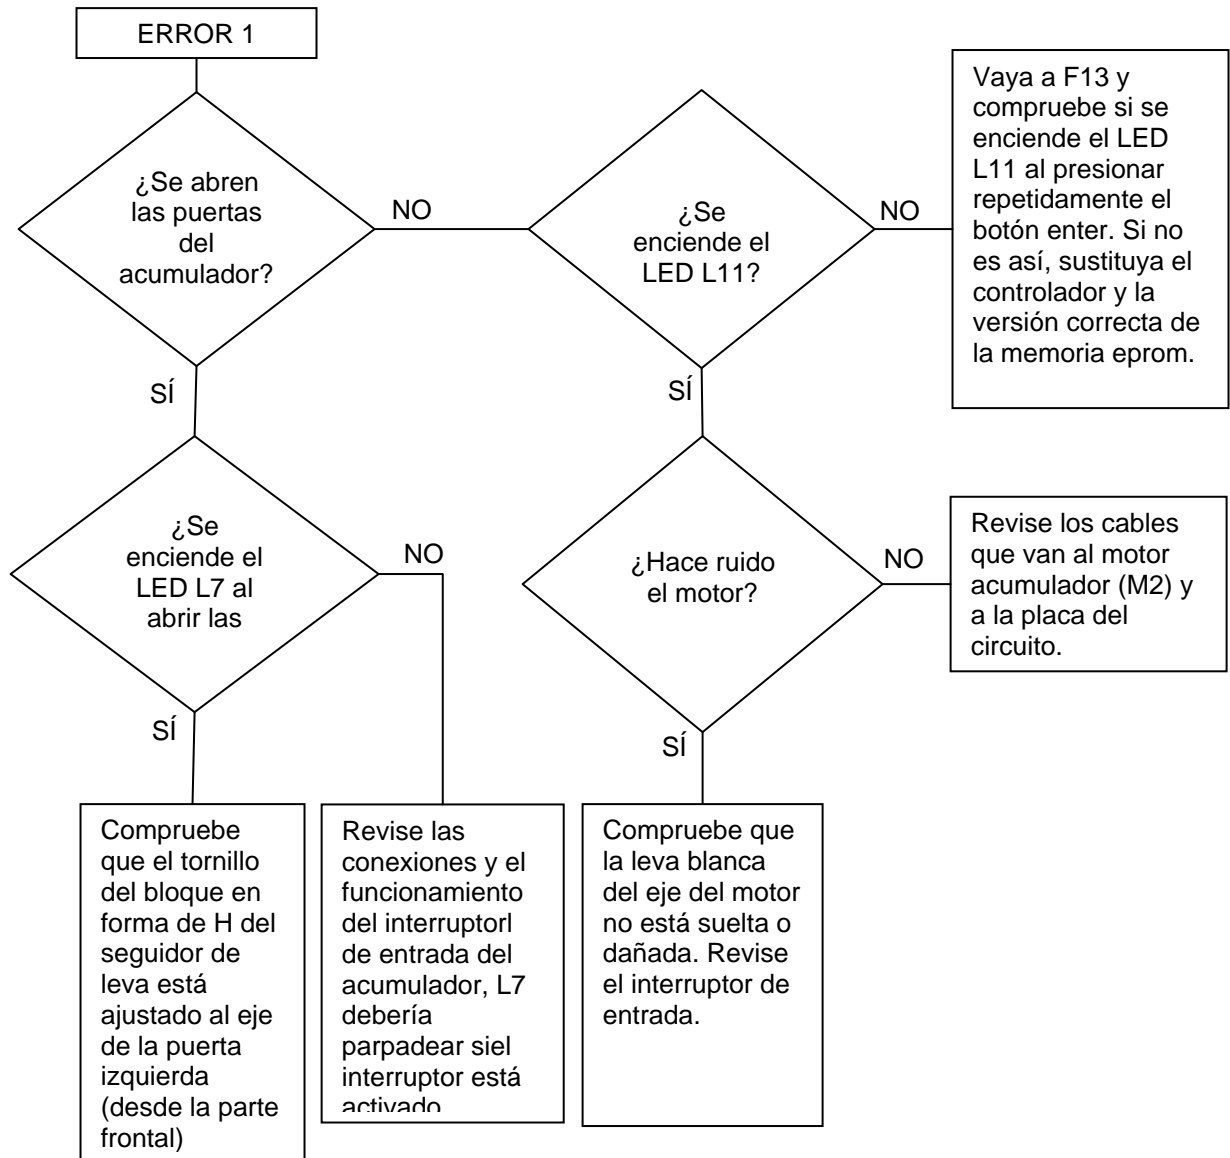 ERROR 1
¿Se abren
las puertas
del
acumulador?
NO
SÍ
¿Se
enciende el
LED L11?
NO
SÍ
Vaya a F13 y
compruebe si se
enciende el LED
L11 al presionar
repetidamente el
botón enter. Si no
es así, sustituya el
controlador y la
versión correcta de
la memoria eprom.
¿Se
enciende el
LED L7 al
abrir las
NO
SÍ
¿Hace ruido
el motor?
NO
SÍ
Revise los cables
que van al motor
acumulador (M2) y
a la placa del
circuito.
Compruebe
que el tornillo
del bloque en
forma de H del
seguidor de
leva está
ajustado al eje
de la puerta
izquierda
(desde la parte
frontal)
Revise las
conexiones y el
funcionamiento
del interruptorl
de entrada del
acumulador, L7
debería
parpadear siel
interruptor está
activado
Compruebe que
la leva blanca
del eje del motor
no está suelta o
dañada. Revise
el interruptor de
entrada.